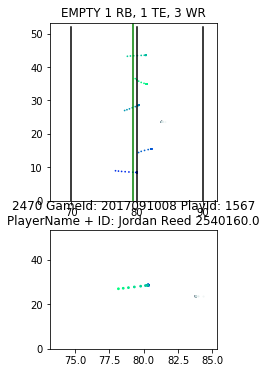 EMPTY 1 RB, 1 TE, 3 WR
50
40
30
20
10
0
70 80 90
2470 GameId: 2017091008 PlayId: 1567
PlayerName + ID: Jordan Reed 2540160.0
40
20
0
75.0 77.5 80.0 82.5 85.0